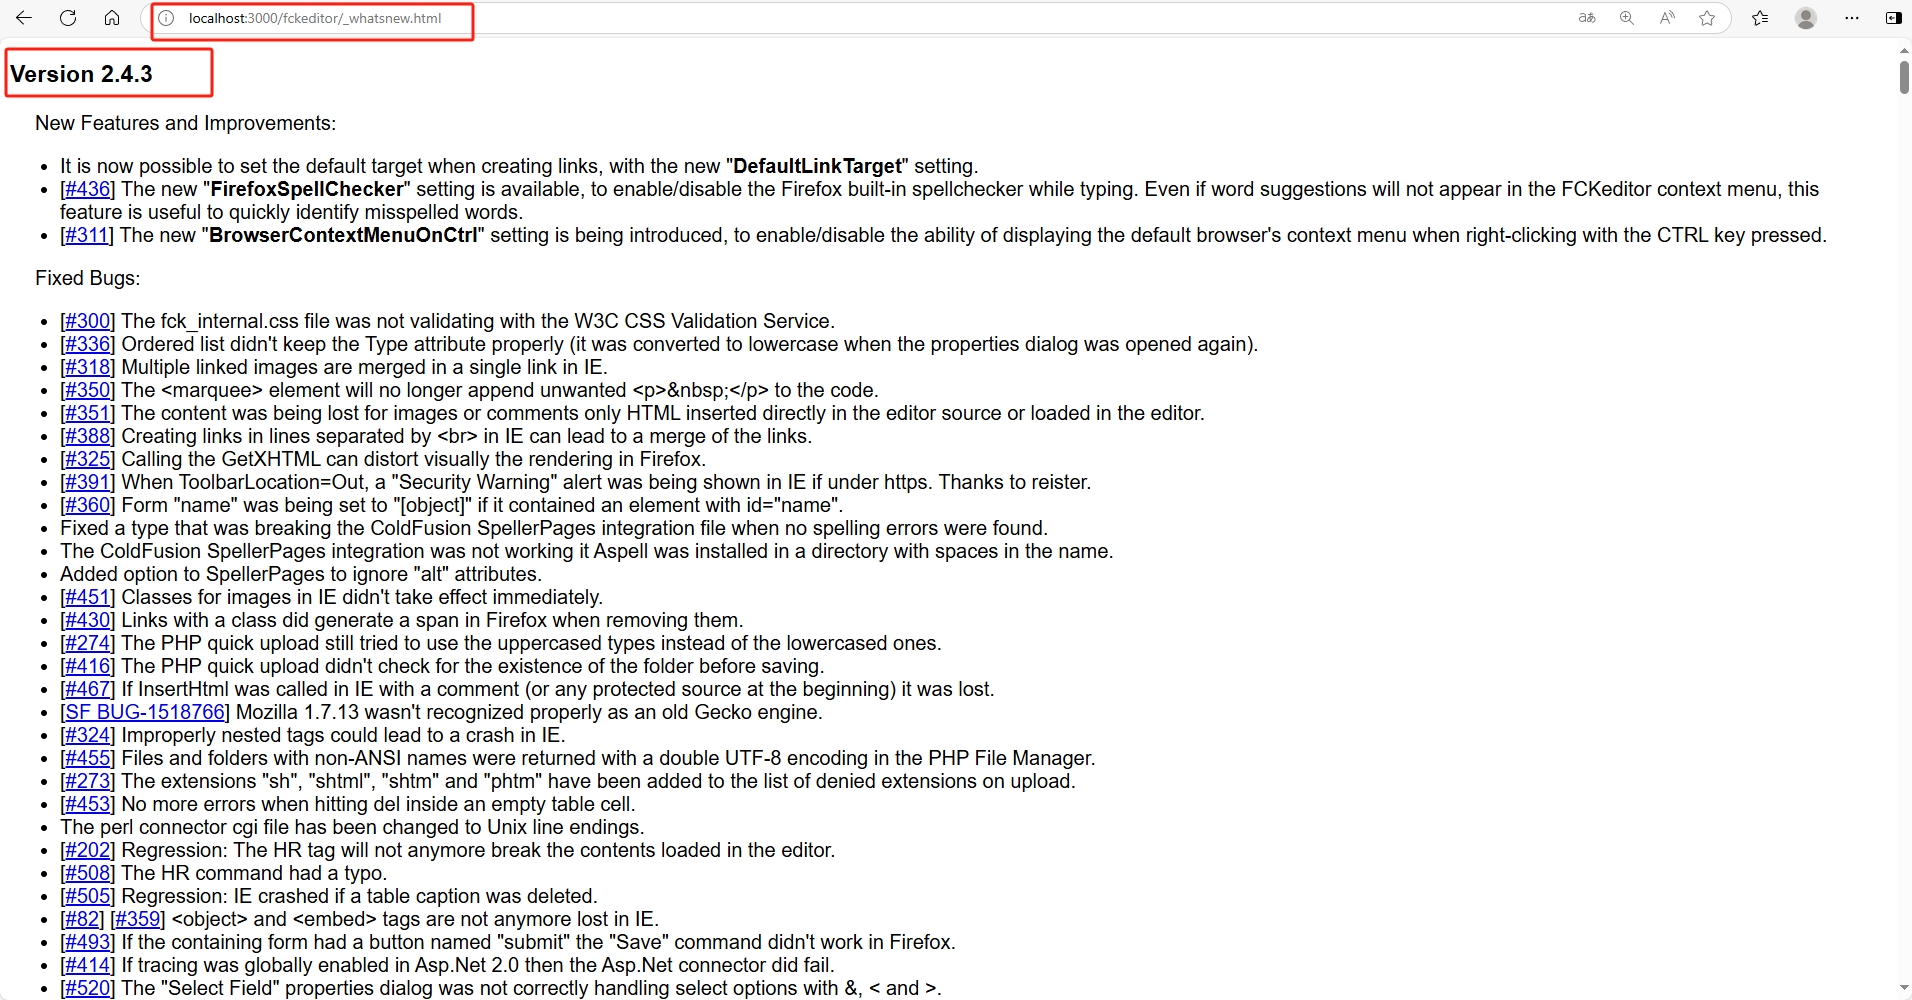 localhost:3000/fckeditor/_whatsnew.html
aあ
A
Version 2.4.3
New Features and Improvements:
• It is now possible to set the default target when creating links, with the new "DefaultLinkTarget" setting.
• [#436] The new "FirefoxSpellChecker" setting is available, to enable/disable the Firefox built-in spellchecker while typing. Even if word suggestions will not appear in the FCKeditor context menu, this
feature is useful to quickly identify misspelled words.
• [#311] The new "BrowserContextMenuOnCtrl" setting is being introduced, to enable/disable the ability of displaying the default browser's context menu when right-clicking with the CTRL key pressed.
Fixed Bugs:
• [#300] The fck_internal.css file was not validating with the W3C CSS Validation Service.
• [#336] Ordered list didn't keep the Type attribute properly (it was converted to lowercase when the properties dialog was opened again).
• [#318] Multiple linked images are merged in a single link in IE.
• [#350] The <marquee> element will no longer append unwanted <p>&nbsp;</p> to the code.
• [#351] The content was being lost for images or comments only HTML inserted directly in the editor source or loaded in the editor.
• [#388] Creating links in lines separated by <br> in IE can lead to a merge of the links.
• [#325] Calling the GetXHTML can distort visually the rendering in Firefox.
• [#391] When ToolbarLocation=Out, a "Security Warning" alert was being shown in IE if under https. Thanks to reister.
• [#360] Form "name" was being set to "[object]" if it contained an element with id="name".
• Fixed a type that was breaking the ColdFusion SpellerPages integration file when no spelling errors were found.
• The ColdFusion SpellerPages integration was not working it Aspell was installed in a directory with spaces in the name.
• Added option to SpellerPages to ignore "alt" attributes.
• [#451] Classes for images in IE didn't take effect immediately.
• [#430] Links with a class did generate a span in Firefox when removing them.
• [#274] The PHP quick upload still tried to use the uppercased types instead of the lowercased ones.
• [#416] The PHP quick upload didn't check for the existence of the folder before saving.
• [#467] If InsertHtml was called in IE with a comment (or any protected source at the beginning) it was lost.
• [SF BUG-1518766] Mozilla 1.7.13 wasn't recognized properly as an old Gecko engine.
• [#324] Improperly nested tags could lead to a crash in IE.
• [#455] Files and folders with non-ANSI names were returned with a double UTF-8 encoding in the PHP File Manager.
• [#273] The extensions "sh", "shtml", "shtm" and "phtm" have been added to the list of denied extensions on upload.
• [#453] No more errors when hitting del inside an empty table cell.
• The perl connector cgi file has been changed to Unix line endings.
• [#202] Regression: The HR tag will not anymore break the contents loaded in the editor.
• [#508] The HR command had a typo.
• [#505] Regression: IE crashed if a table caption was deleted.
• [#82] [#359] <object> and <embed> tags are not anymore lost in IE.
• [#493] If the containing form had a button named "submit" the "Save" command didn't work in Firefox.
• [#414] If tracing was globally enabled in Asp.Net 2.0 then the Asp.Net connector did fail.
• [#520] The "Select Field" properties dialog was not correctly handling select options with &, < and >.